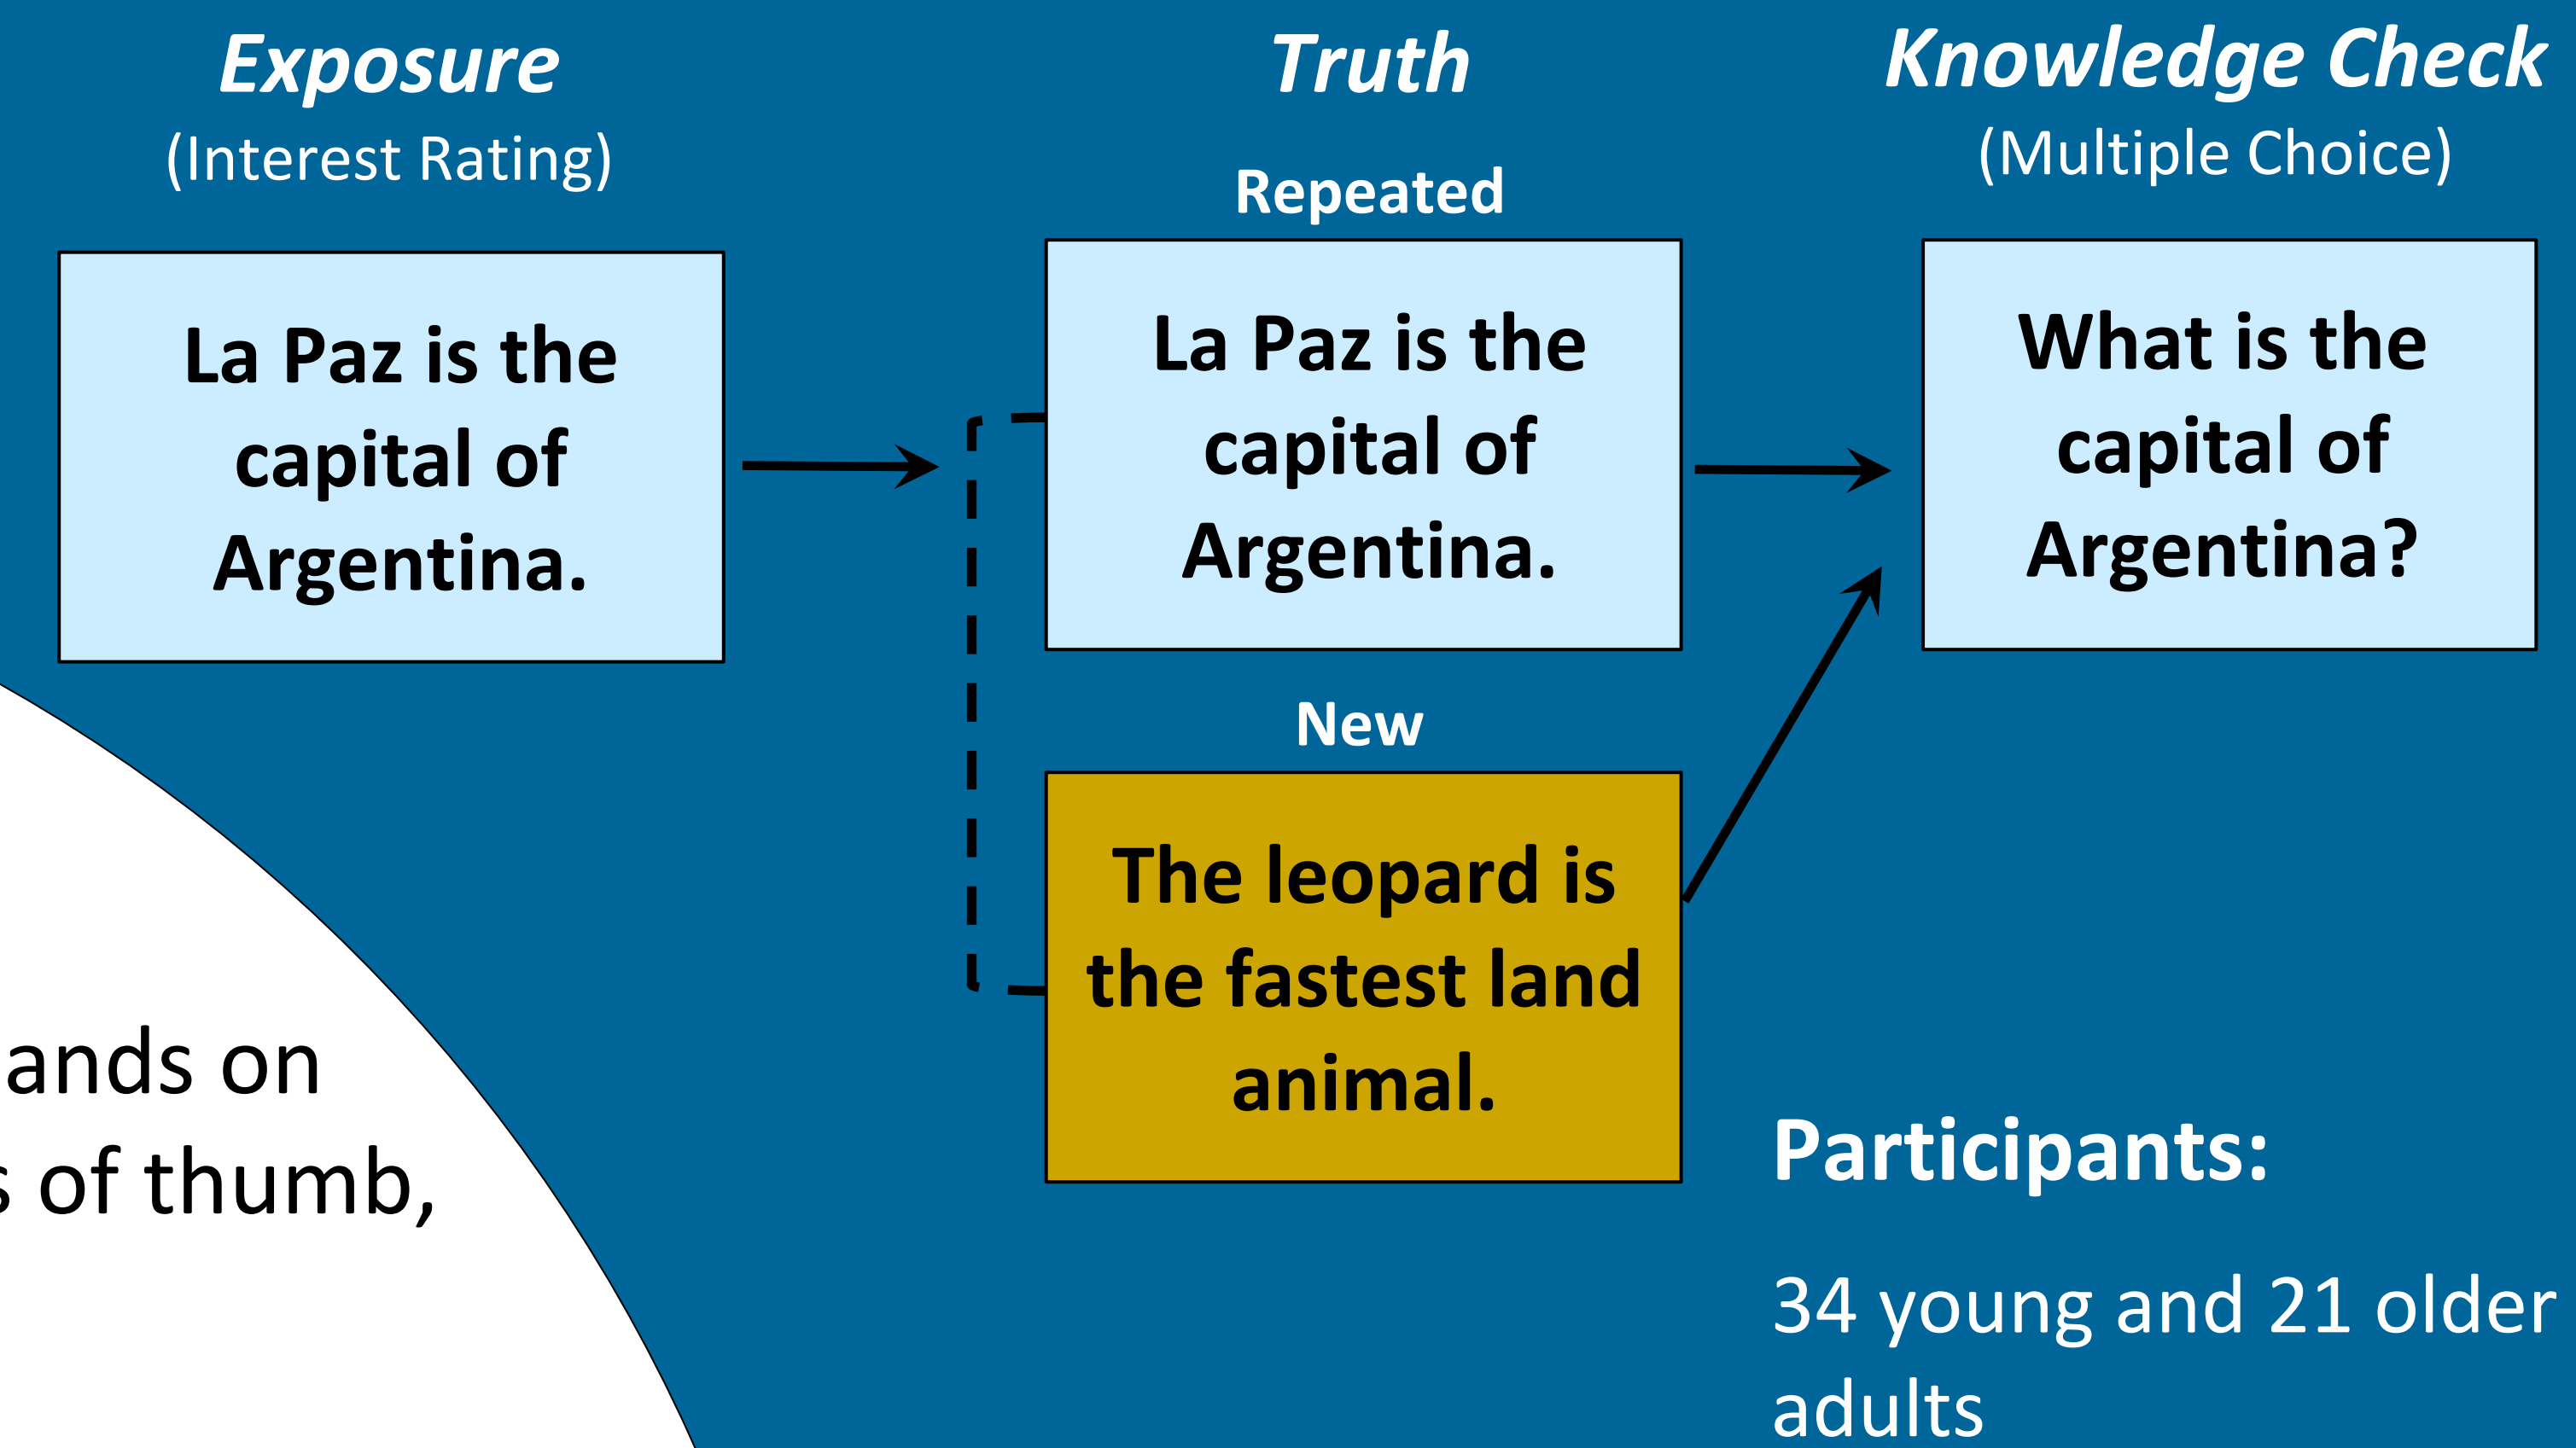 Exposure
(Interest Rating)
La Paz is the
capital of
Argentina.
Truth
Repeated
La Paz is the
capital of
Argentina.
New
The leopard is
the fastest land
animal.
Knowledge Check
(Multiple Choice)
What is the
capital of
Argentina?
ands on
s of thumb,
Participants:
34 young and 21 older
adults